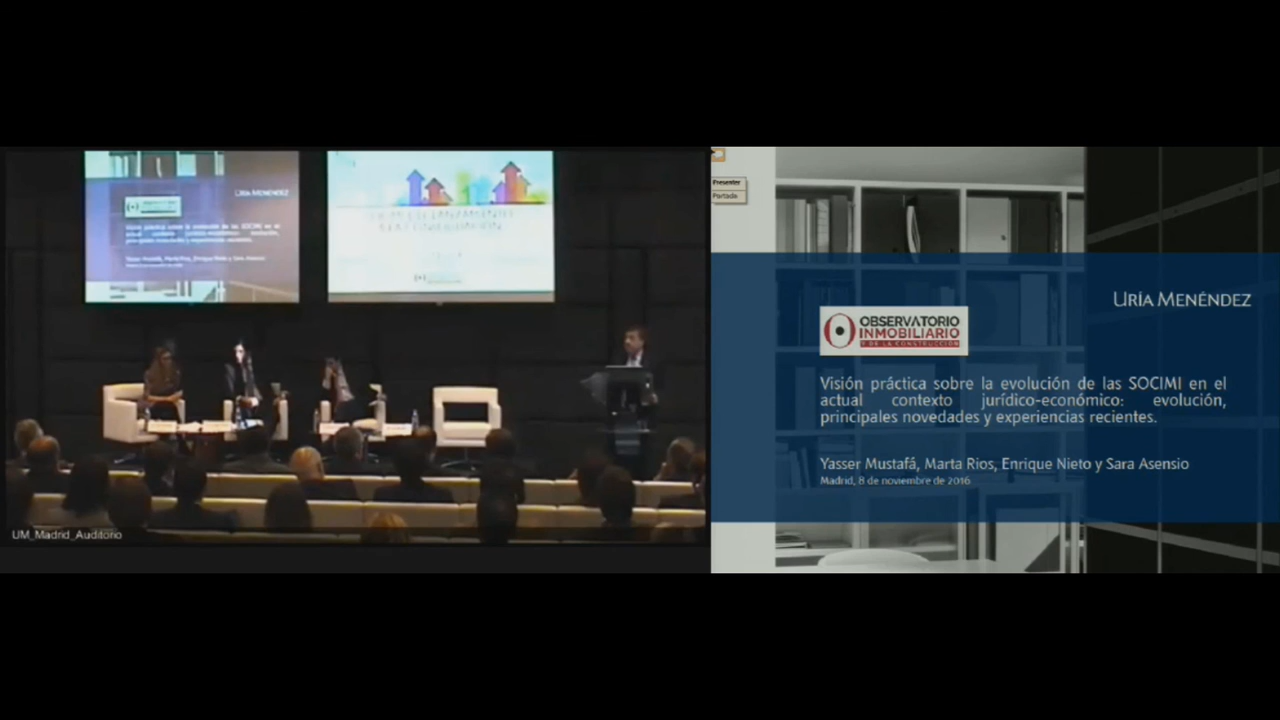 URÍA MENÉNDEZ
UM_Madrid_Auditorio
Presenter
Portada
URÍA MENÉNDEZ
OBSERVATORIO
INMOBILIARIO
Y DE LA CONSTRUCCIÓN
Visión práctica sobre la evolución de las SOCIMI en el
actual contexto jurídico-económico: evolución,
principales novedades y experiencias recientes.
Yasser Mustafá, Marta Rios, Enrique Nieto y Sara Asensio
Madrid, 8 de noviembre de 2016